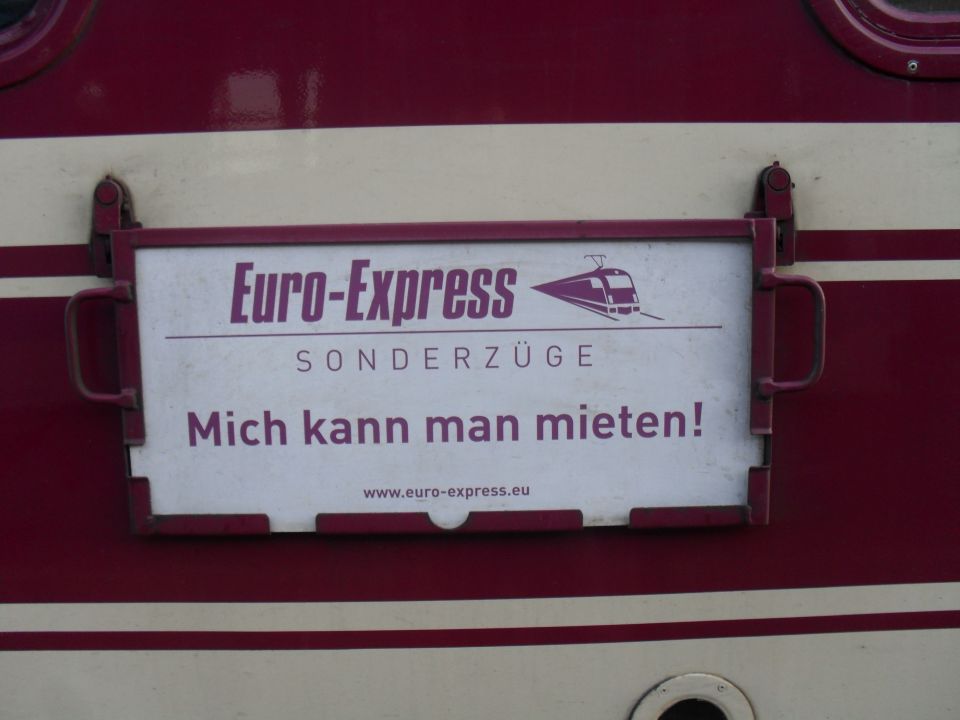 Euro-Express
SONDERZÜGE
Mich kann man mieten!
www.euro-express.eu